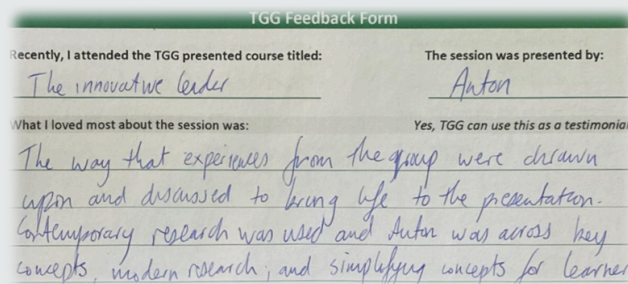 TGG Feedback Form
Recently, I attended the TGG presented course titled: The session was presented by:
The innovative leader Anton
What I loved most about the session was: Yes, TGG can use this as a testimonial
The way that experiences from the group were drawn
upon and discussed to bring life to the presentation.
Contemporary research was used and Anton was across key
concepts, modern research, and simplifying concepts for learner